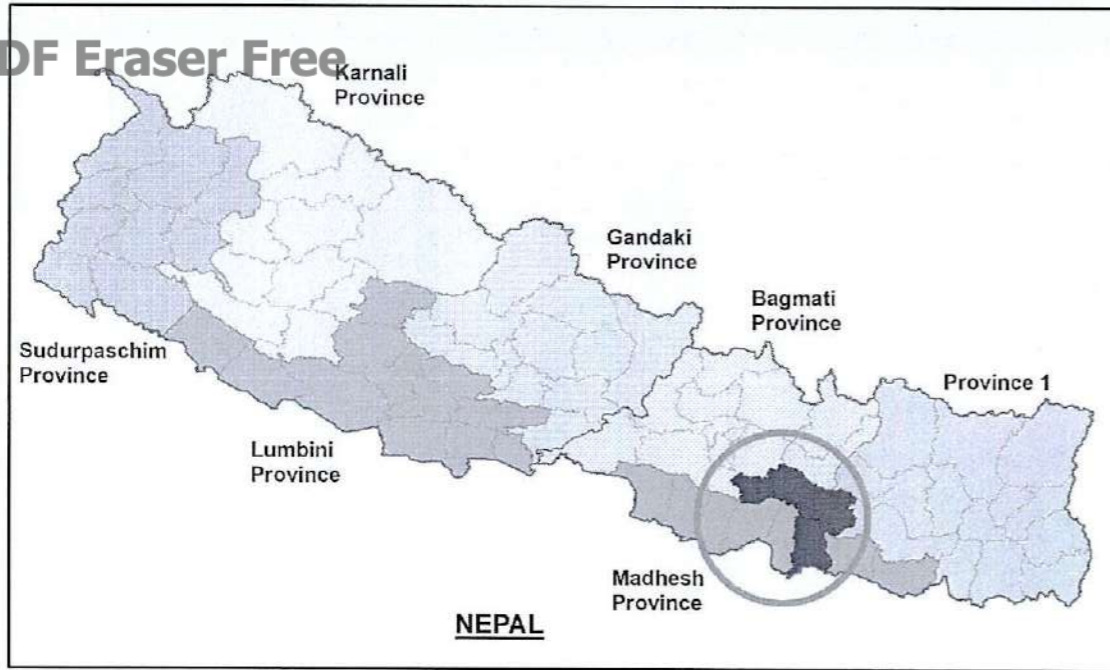 DF Eraser Free
Karnali
Province
Gandaki
Province
Bagmati
Province
Province 1
Sudurpaschim
Province
Lumbini
Province
Madhesh
Province
NEPAL